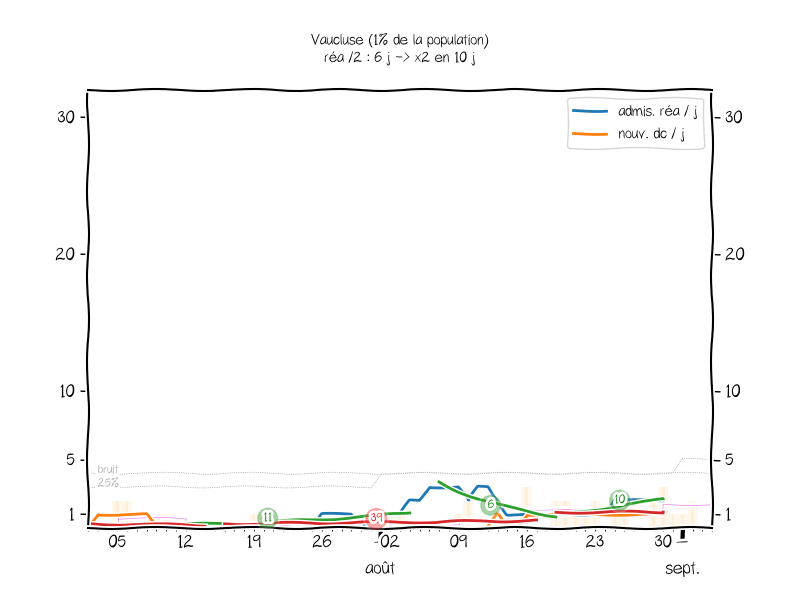 Vaucluse (1% de la population)
réa /2 : 6 j -> x2 en 10 j
admis. réa / j
nouv. dc / j
30
30
20
20
10
10
5
5
bruit
25%
1
1
11
39
6
10
05 12 19 26 02 09 16 23 30
août sept.